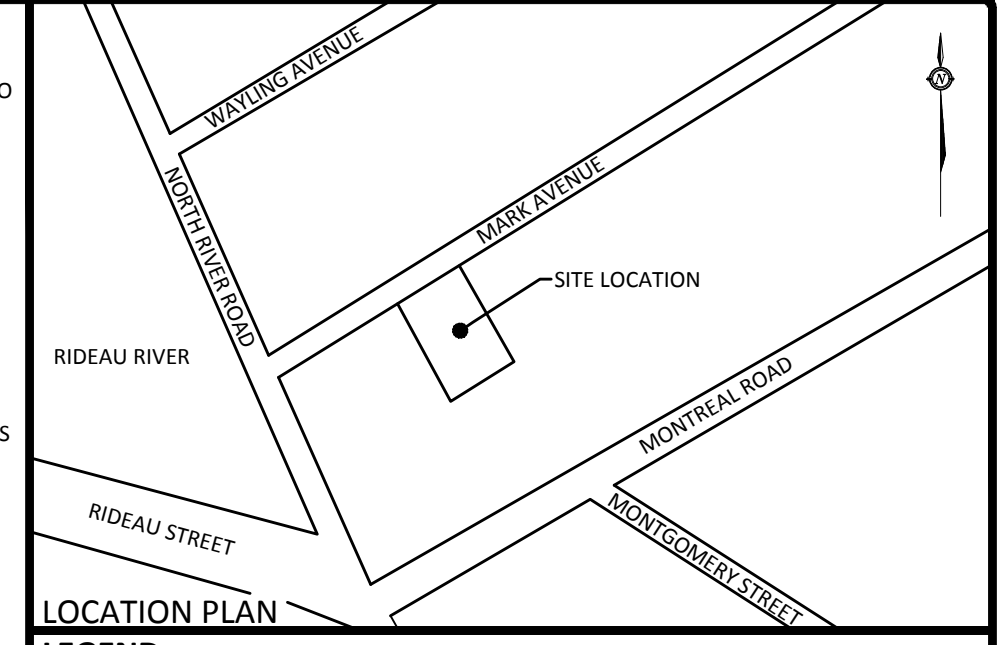 O
WAYLING AVENUE
N
NORTH RIVER ROAD
MARK AVENUE
SITE LOCATION
RIDEAU RIVER
MONTREAL ROAD
S
RIDEAU STREET
MONTGOMERY STREET
LOCATION PLAN
LEGEND